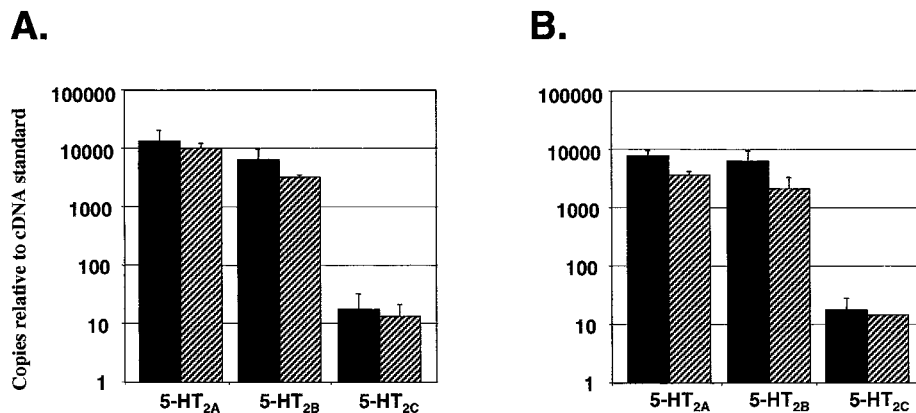 A.
B.
Copies relative to cDNA standard
100000
10000
1000
100
10
1
5-HT2A
5-HT2B
5-HT2C
100000
10000
1000
100
10
1
5-HT2A
5-HT2B
5-HT2C